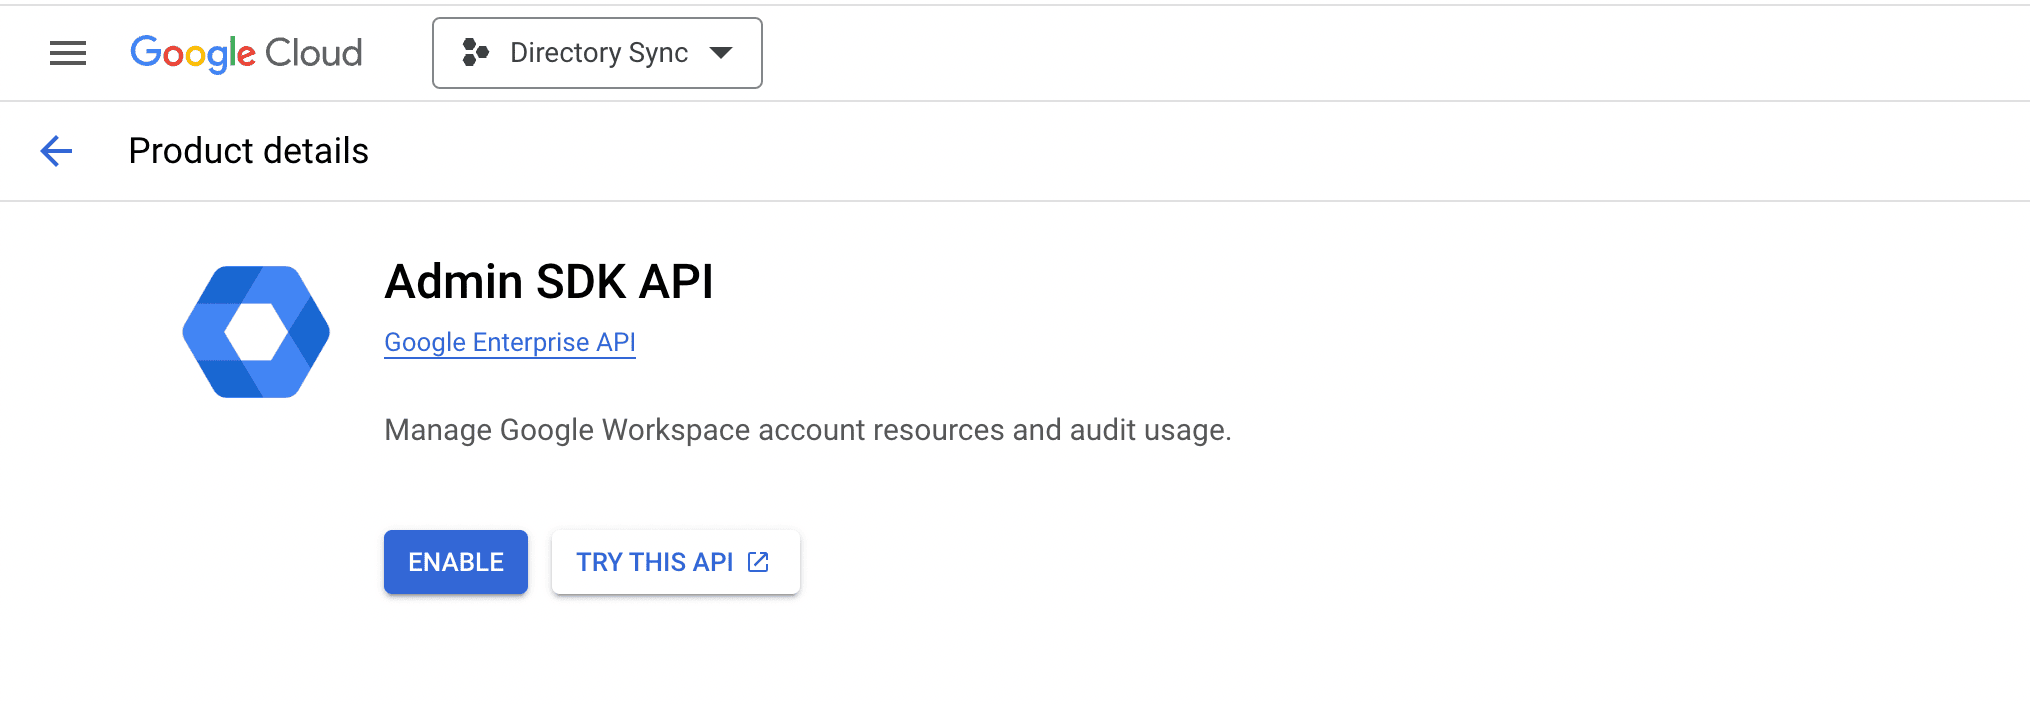 Google Cloud
Directory Sync
Product details
Admin SDK API
Google Enterprise API
Manage Google Workspace account resources and audit usage.
ENABLE
TRY THIS API